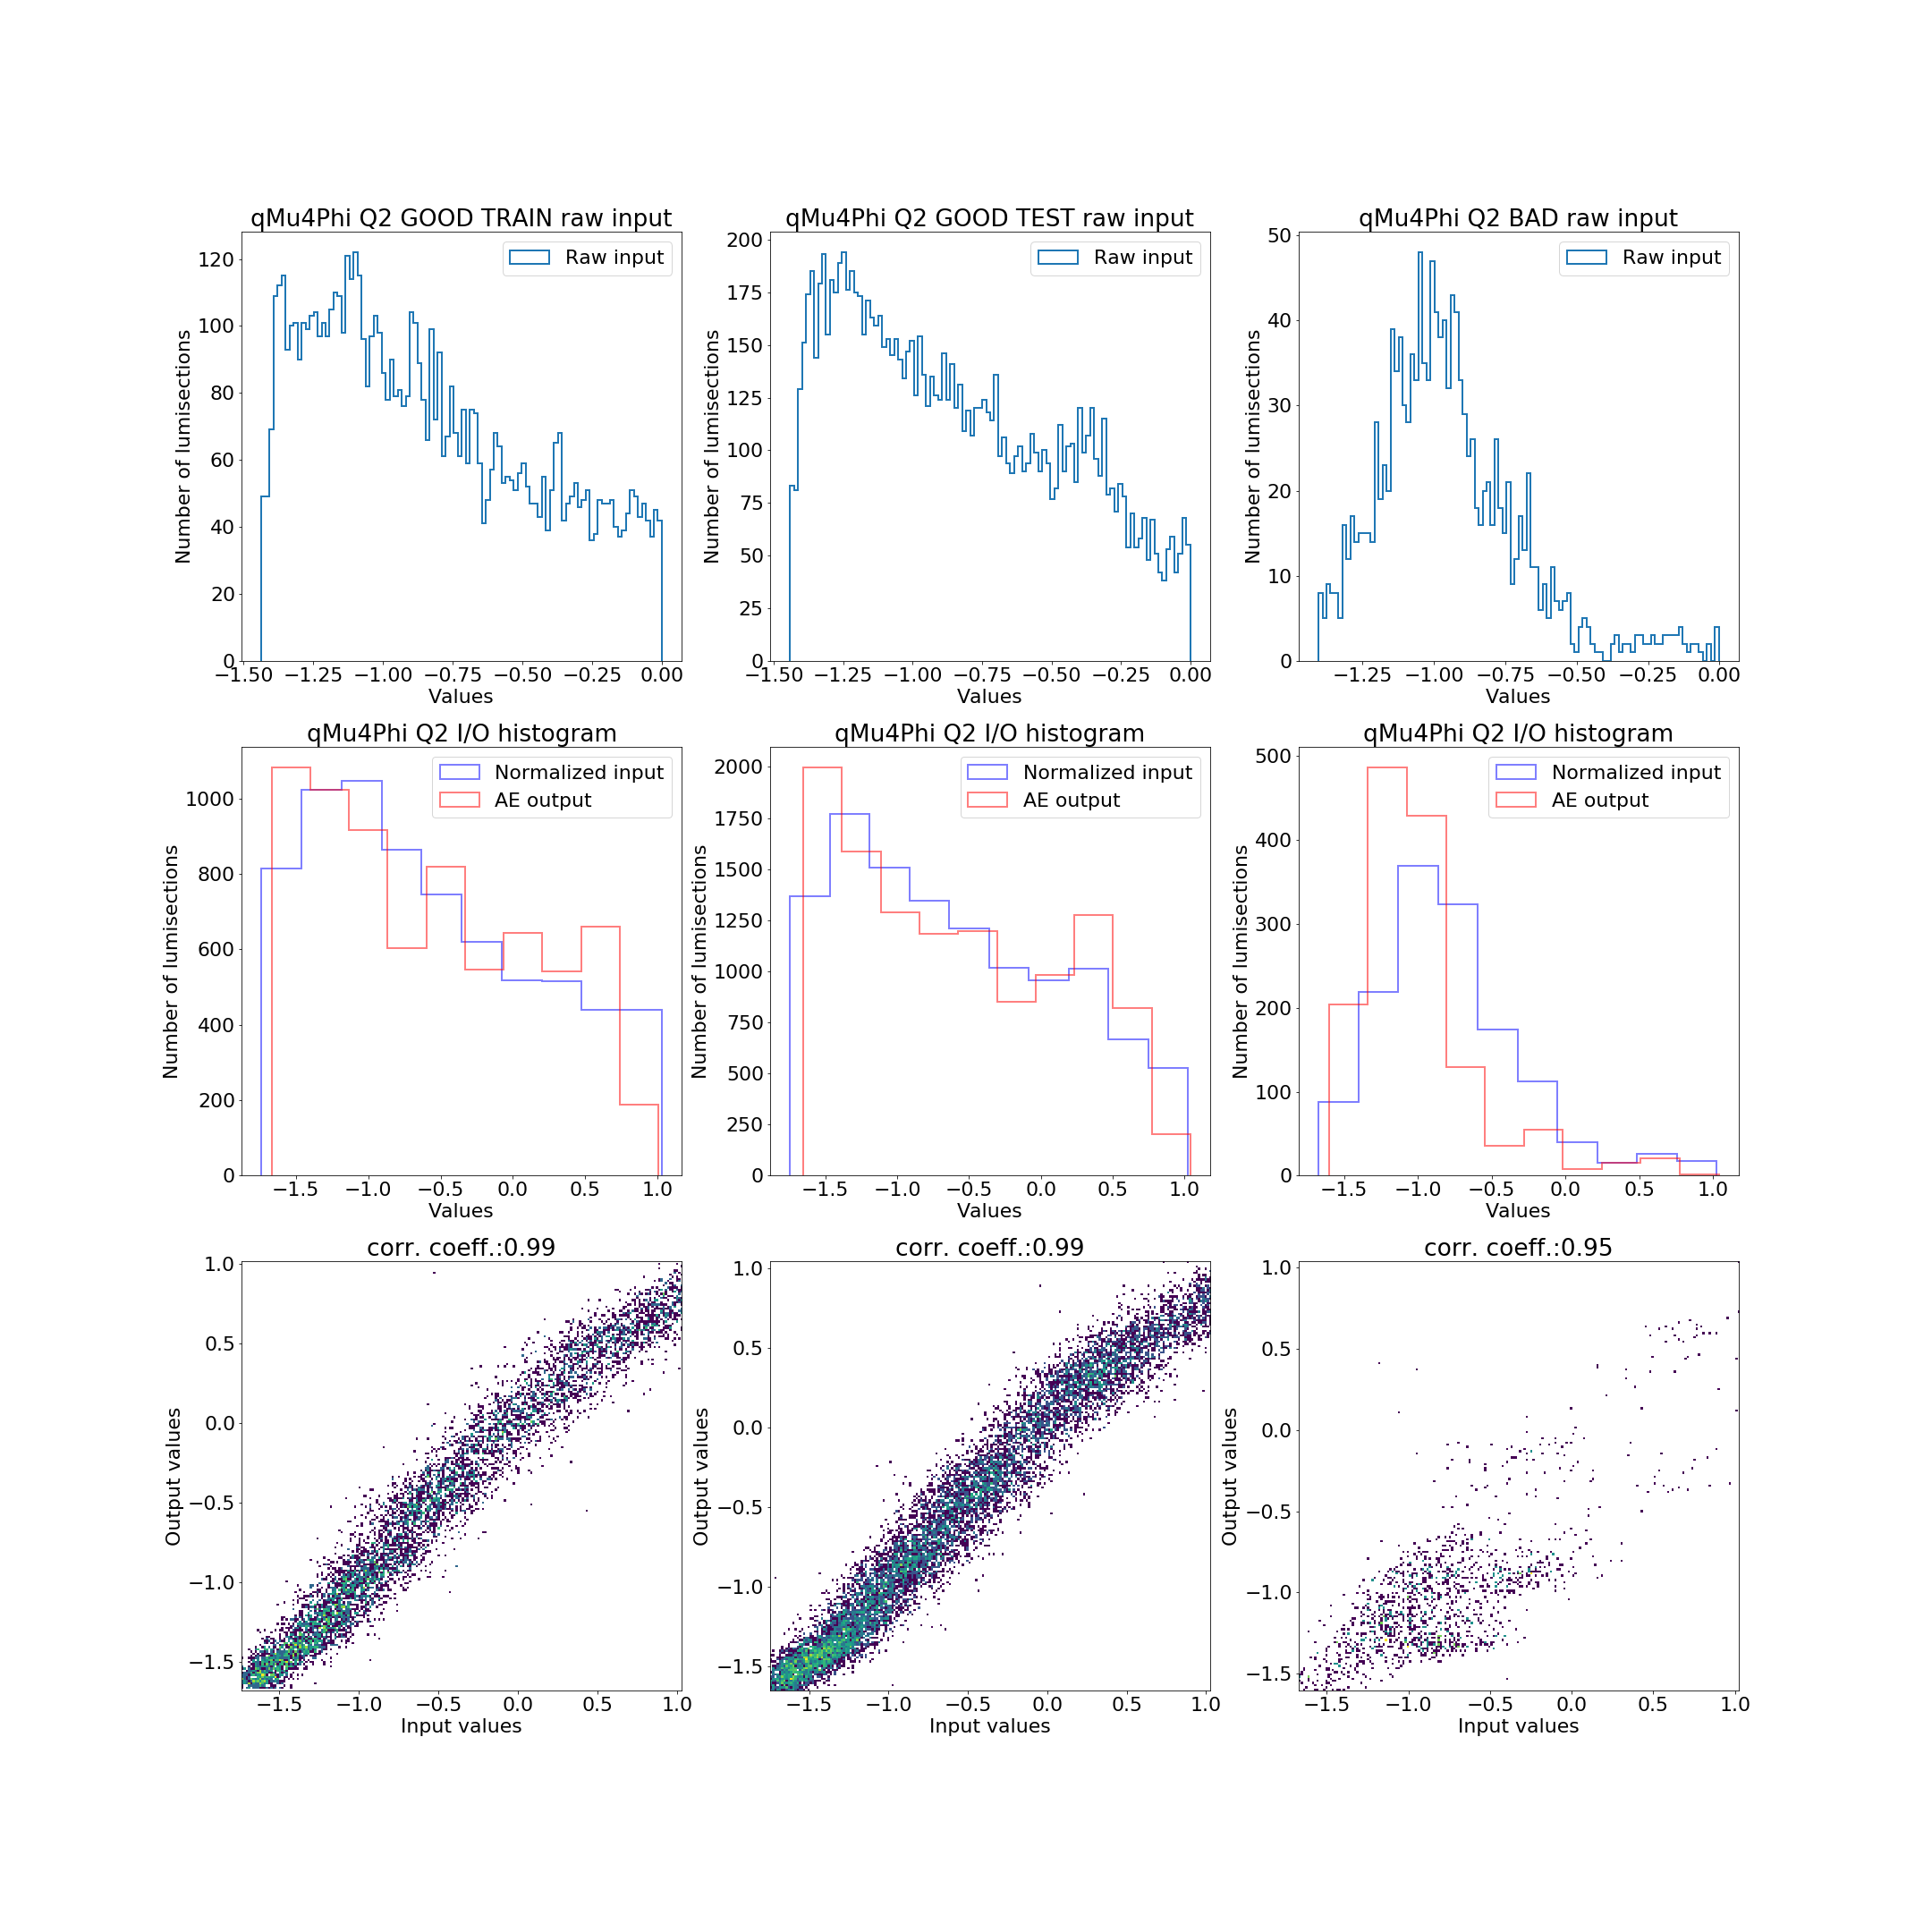 qMu4Phi Q2 GOOD TRAIN raw input
Raw input
120
100
80
60
40
20
0
Number of lumisections
−1.50 −1.25 −1.00 −0.75 −0.50 −0.25 0.00
Values
qMu4Phi Q2 GOOD TEST raw input
Raw input
200
175
150
125
100
75
50
25
0
Number of lumisections
−1.50 −1.25 −1.00 −0.75 −0.50 −0.25 0.00
Values
qMu4Phi Q2 BAD raw input
Raw input
50
40
30
20
10
0
Number of lumisections
−1.25 −1.00 −0.75 −0.50 −0.25 0.00
Values
qMu4Phi Q2 I/O histogram
Normalized input
AE output
1000
800
600
400
200
0
Number of lumisections
−1.5 −1.0 −0.5 0.0 0.5 1.0
Values
qMu4Phi Q2 I/O histogram
Normalized input
AE output
2000
1750
1500
1250
1000
750
500
250
0
Number of lumisections
−1.5 −1.0 −0.5 0.0 0.5 1.0
Values
qMu4Phi Q2 I/O histogram
Normalized input
AE output
500
400
300
200
100
0
Number of lumisections
−1.5 −1.0 −0.5 0.0 0.5 1.0
Values
corr. coeff.:0.99
1.0
0.5
0.0
−0.5
−1.0
−1.5
Output values
−1.5 −1.0 −0.5 0.0 0.5 1.0
Input values
corr. coeff.:0.99
1.0
0.5
0.0
−0.5
−1.0
−1.5
Output values
−1.5 −1.0 −0.5 0.0 0.5 1.0
Input values
corr. coeff.:0.95
1.0
0.5
0.0
−0.5
−1.0
−1.5
Output values
−1.5 −1.0 −0.5 0.0 0.5 1.0
Input values